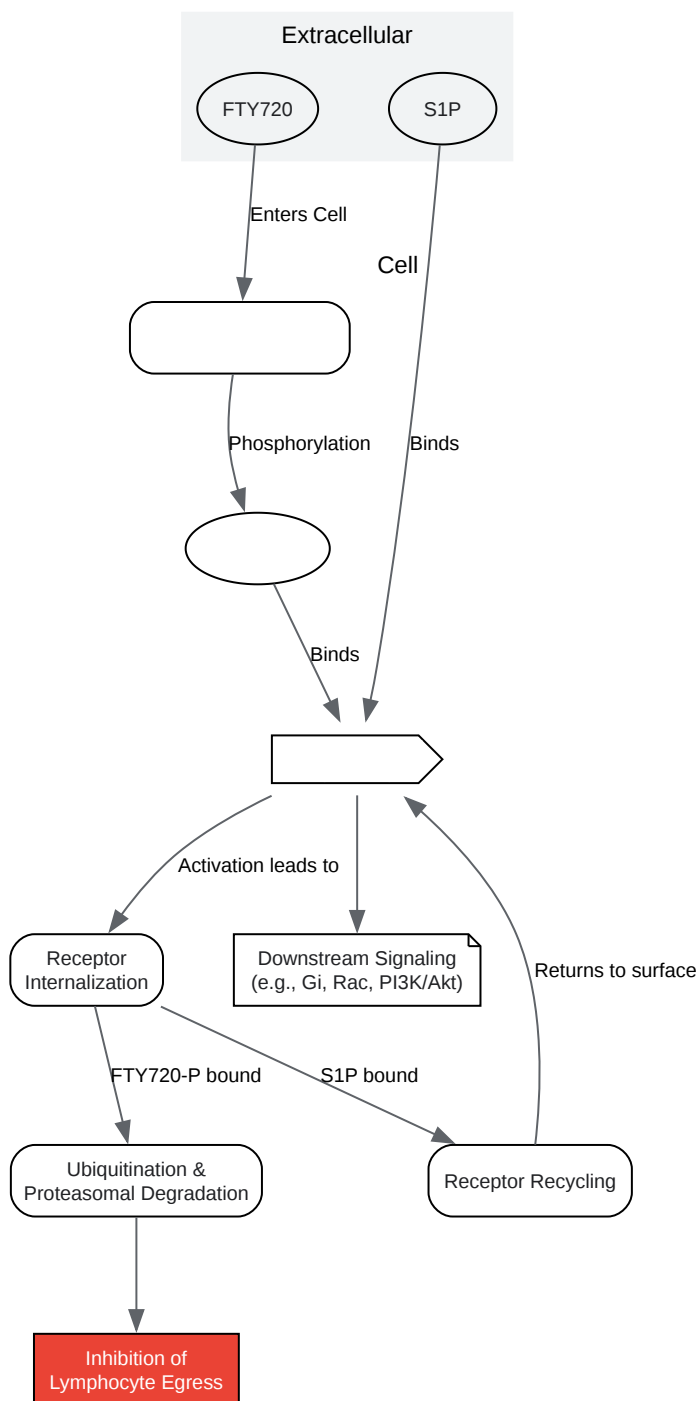 Extracellular
FTY720
S1P
Enters Cell
Cell
Phosphorylation
Binds
Binds
Activation leads to
Receptor
Internalization
Downstream Signaling
(e.g., Gi, Rac, PI3K/Akt)
Returns to surface
FTY720-P bound
S1P bound
Ubiquitination &
Proteasomal Degradation
Receptor Recycling
Inhibition of
Lymphocyte Egress